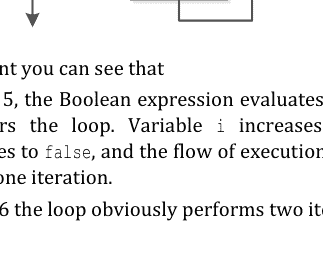 nt you can see that
5, the Boolean expression evaluates
rs the loop. Variable i increases
es to false, and the flow of execution
one iteration.
6 the loop obviously performs two ite